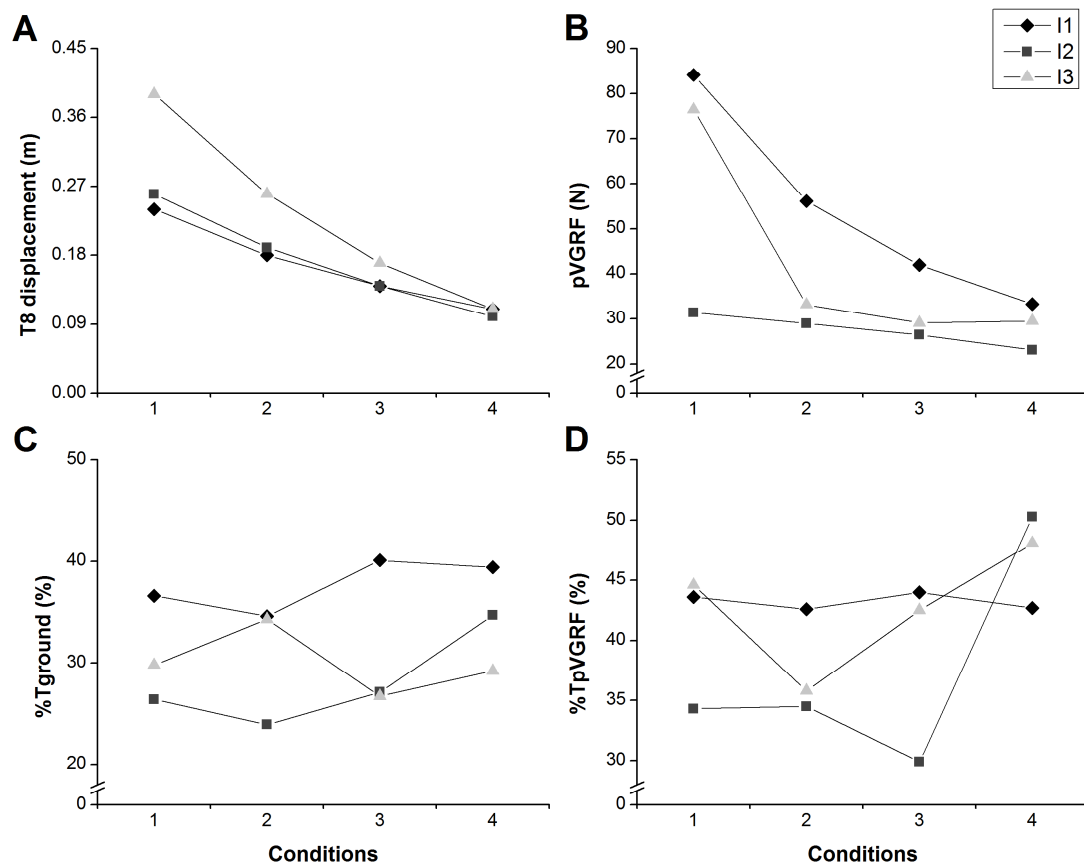 A
0.45
0.36
0.27
0.18
0.09
0.00
T8 displacement (m)
1 2 3 4
B
90
80
70
60
50
40
30
20
0
pVGRF (N)
1 2 3 4
I1
I2
I3
C
50
40
30
20
0
%Tground (%)
1 2 3 4
Conditions
D
55
50
45
40
35
30
0
%TpVGRF (%)
1 2 3 4
Conditions